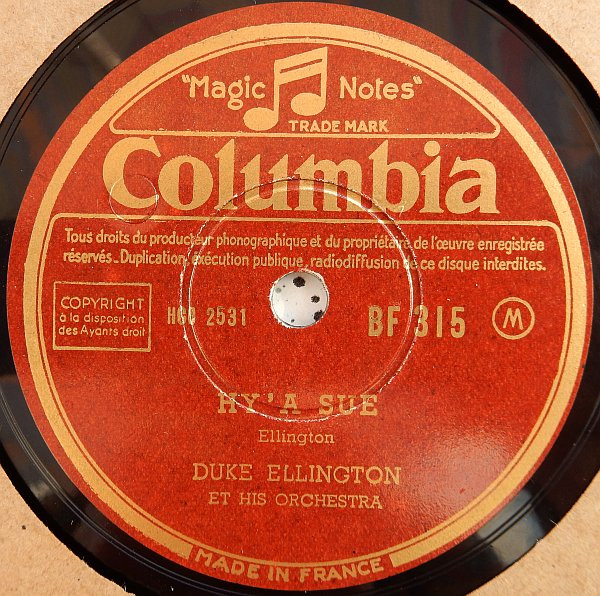 "Magic Notes"
TRADE MARK
Columbia
Tous droits du producteur phonographique et du propriétaire de l'œuvre enregistrée
réservés_Duplication, exécution publique, radiodiffusion de ce disque interdites.
COPYRIGHT
à la disposition
des Ayants droit
HCO 2531
BF 315
M
HY'A SUE
Ellington
DUKE ELLINGTON
ET HIS ORCHESTRA
MADE IN FRANCE